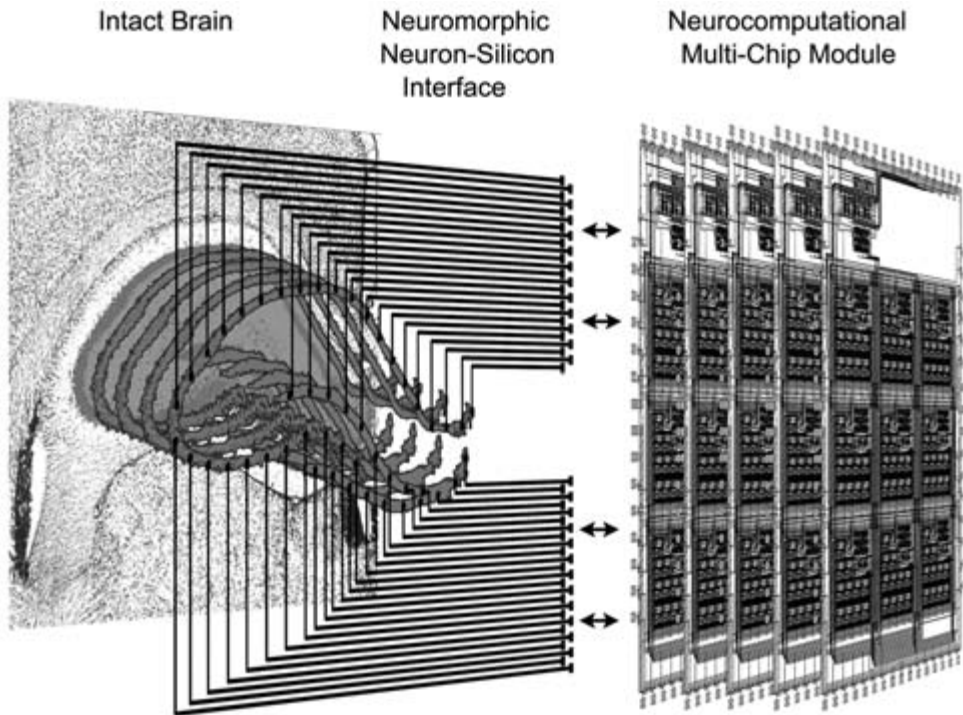 Intact Brain
Neuromorphic
Neuron-Silicon
Interface
Neurocomputational
Multi-Chip Module